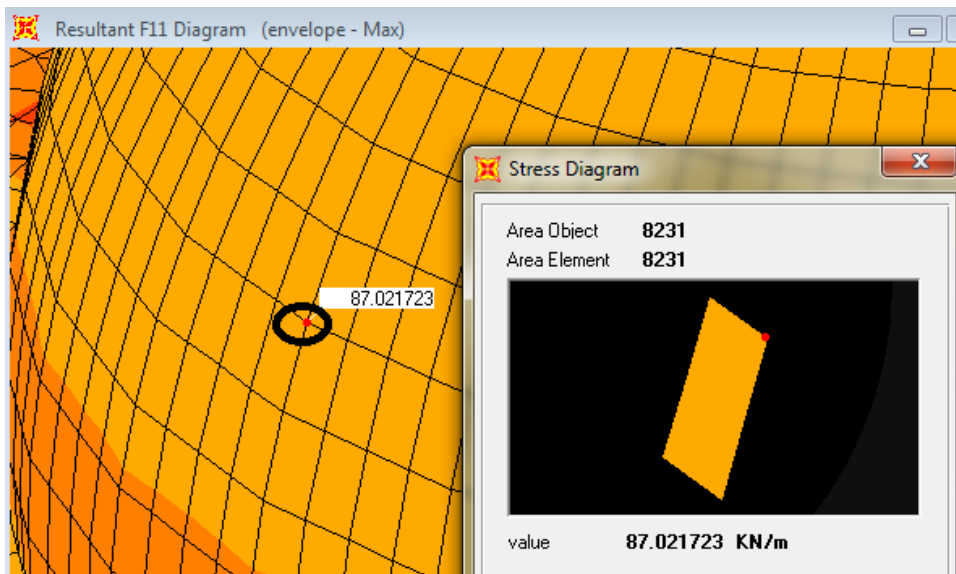 Resultant F11 Diagram (envelope - Max)
87.021723
Stress Diagram
Area Object 8231
Area Element 8231
value 87.021723 KN/m